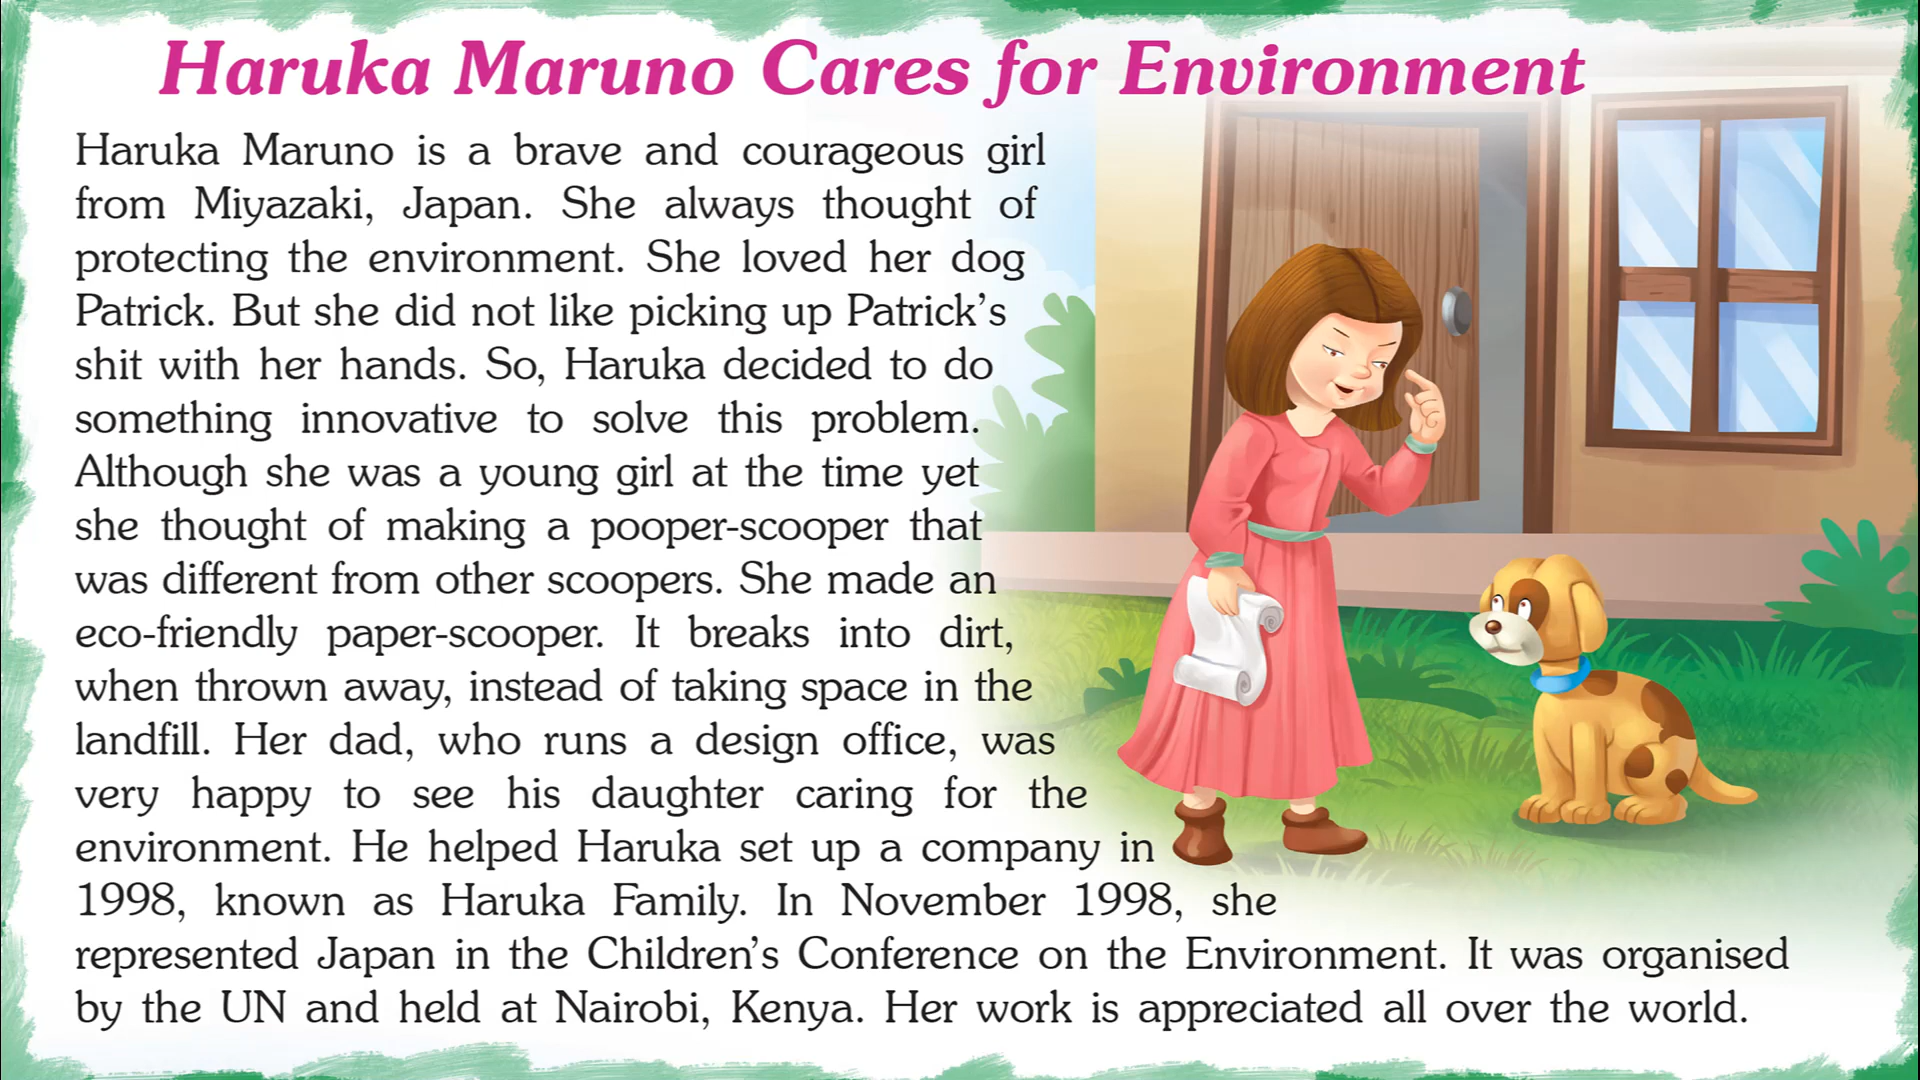 Haruka Maruno Cares for Environment
Haruka Maruno is a brave and courageous girl
from Miyazaki, Japan. She always thought of
protecting the environment. She loved her dog
Patrick. But she did not like picking up Patrick’s
shit with her hands. So, Haruka decided to do
something innovative to solve this problem.
Although she was a young girl at the time yet
she thought of making a pooper-scooper that
was different from other scoopers. She made an
eco-friendly paper-scooper. It breaks into dirt,
when thrown away, instead of taking space in the
landfill. Her dad, who runs a design office, was
very happy to see his daughter caring for the
environment. He helped Haruka set up a company in
1998, known as Haruka Family. In November 1998, she
represented Japan in the Children’s Conference on the Environment. It was organised
by the UN and held at Nairobi, Kenya. Her work is appreciated all over the world.